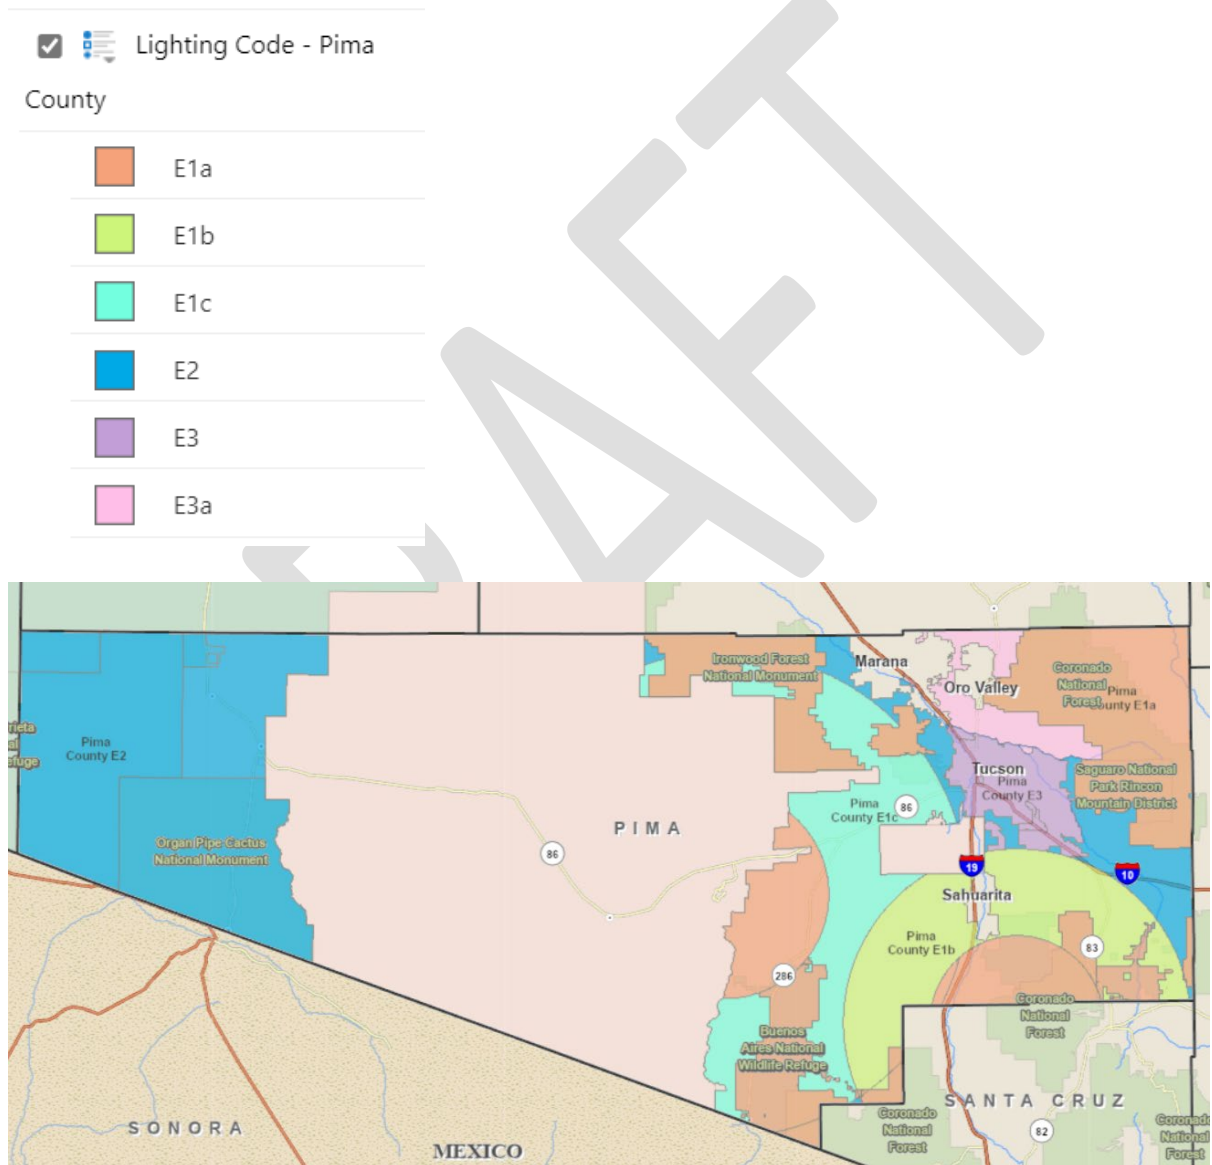 Lighting Code - Pima
County
E1a
E1b
E1c
E2
E3
E3a
DRAFT
Ironwood Forest
National Monument
Marana
Oro Valley
Coronado
National
Forest
Pima
County E1a
Pima
County E2
Tucson
Pima
County E3
Saguaro National
Park Rincon
Mountain District
Pima
County E1c
86
PIMA
Organ Pipe Cactus
National Monument
86
19
10
Sahuarita
Pima
County E1b
83
286
Coronado
National
Forest
Buenos
Aires National
Wildlife Refuge
SANTA CRUZ
Coronado
National
Forest
82
Coronado
National
Forest
SONORA
MEXICO